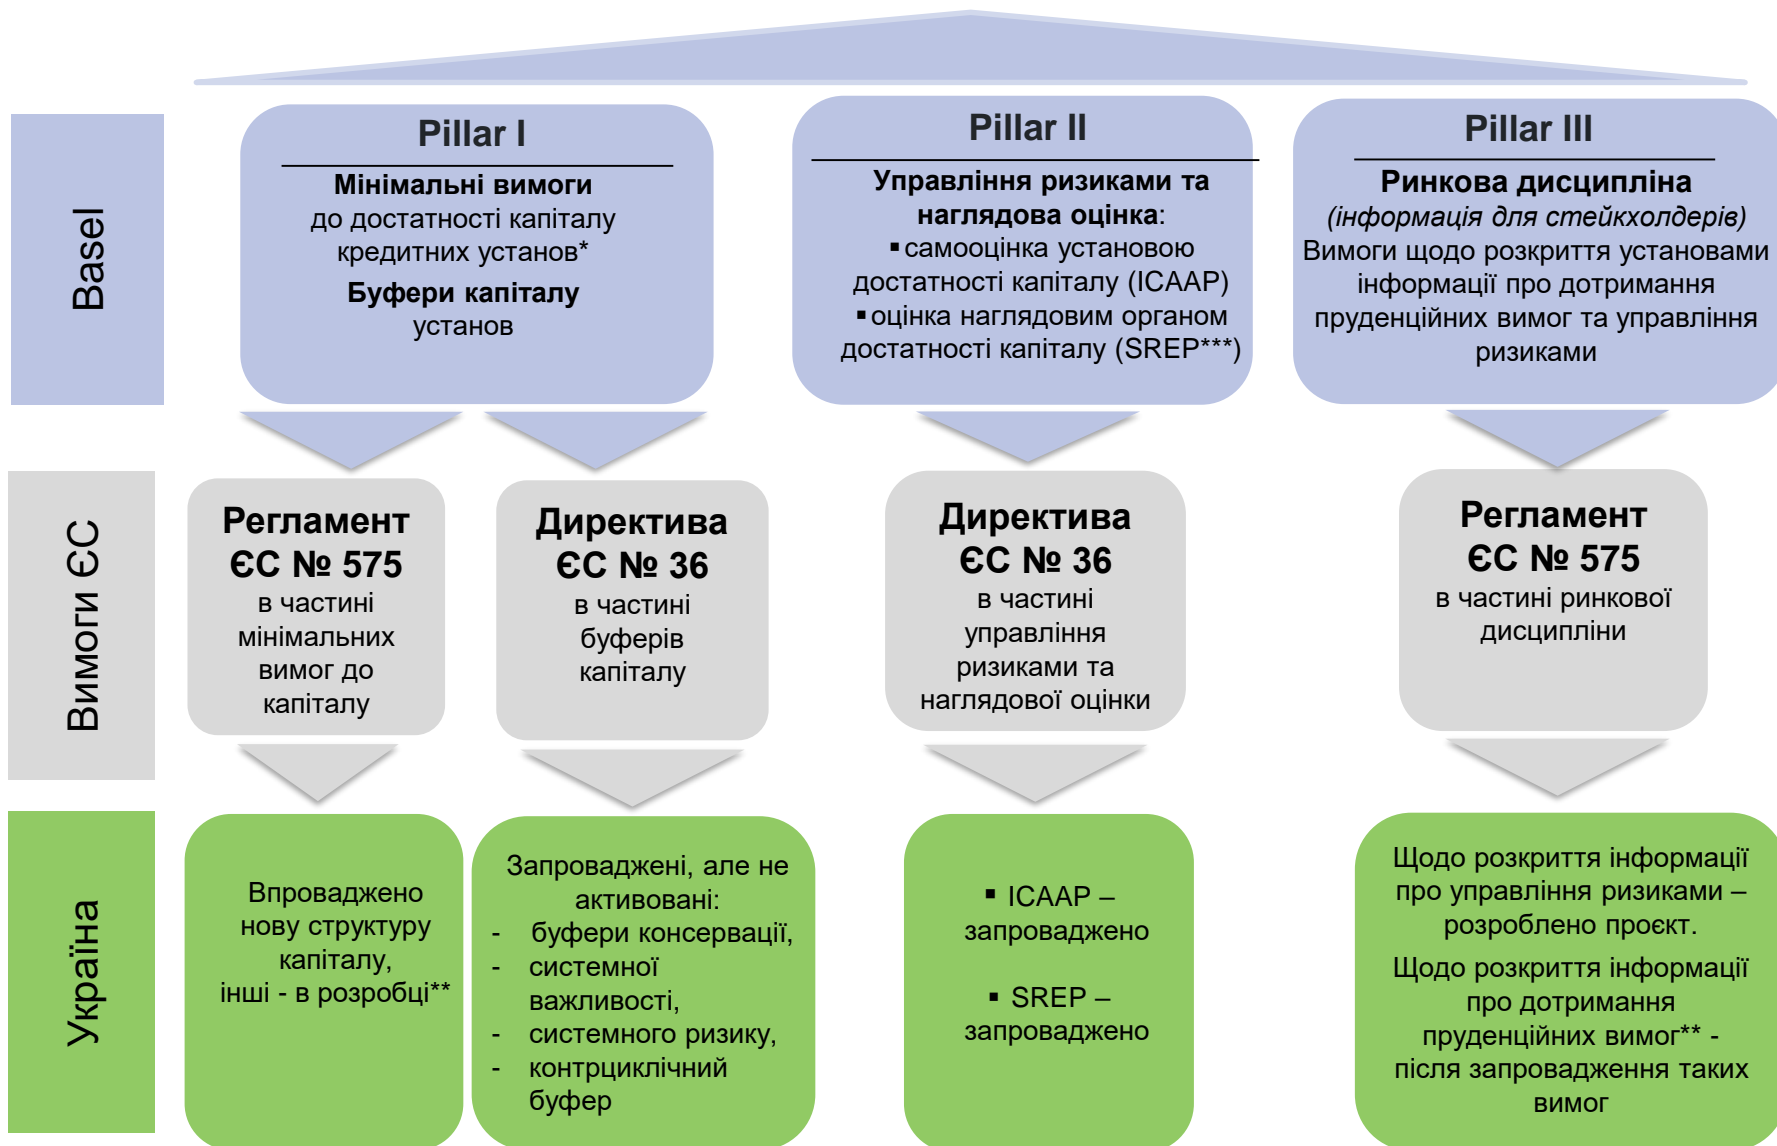 Basel
Pillar I
Мінімальні вимоги
до достатності капіталу
кредитних установ*
Буфери капіталу
установ
Pillar II
Управління ризиками та
наглядова оцінка:
▪ самооцінка установою
достатності капіталу (ICAAP)
▪ оцінка наглядовим органом
достатності капіталу (SREP***)
Pillar III
Ринкова дисципліна
(інформація для стейкхолдерів)
Вимоги щодо розкриття установами
інформації про дотримання
пруденційних вимог та управління
ризиками
Вимоги ЄС
Регламент
ЄС № 575
в частині
мінімальних
вимог до
капіталу
Директива
ЄС № 36
в частині
буферів
капіталу
Директива
ЄС № 36
в частині
управління
ризиками та
наглядової оцінки
Регламент
ЄС № 575
в частині ринкової
дисципліни
Україна
Впроваджено
нову структуру
капіталу,
інші - в розробці**
Запроваджені, але не
активовані:
- буфери консервації,
- системної
важливості,
- системного ризику,
- контрциклічний
буфер
▪ ICAAP –
запроваджено
▪ SREP –
запроваджено
Щодо розкриття інформації
про управління ризиками –
розроблено проєкт.
Щодо розкриття інформації
про дотримання
пруденційних вимог** -
після запровадження таких
вимог